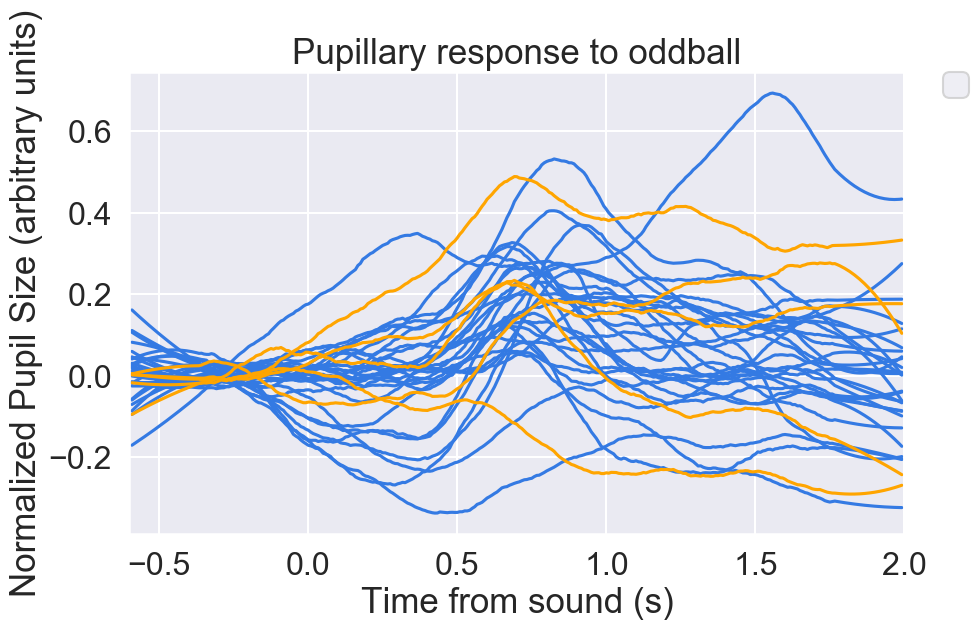 Pupillary response to oddball
Normalized Pupil Size (arbitrary units)
0.6
0.4
0.2
0.0
−0.2
−0.5 0.0 0.5 1.0 1.5 2.0
Time from sound (s)